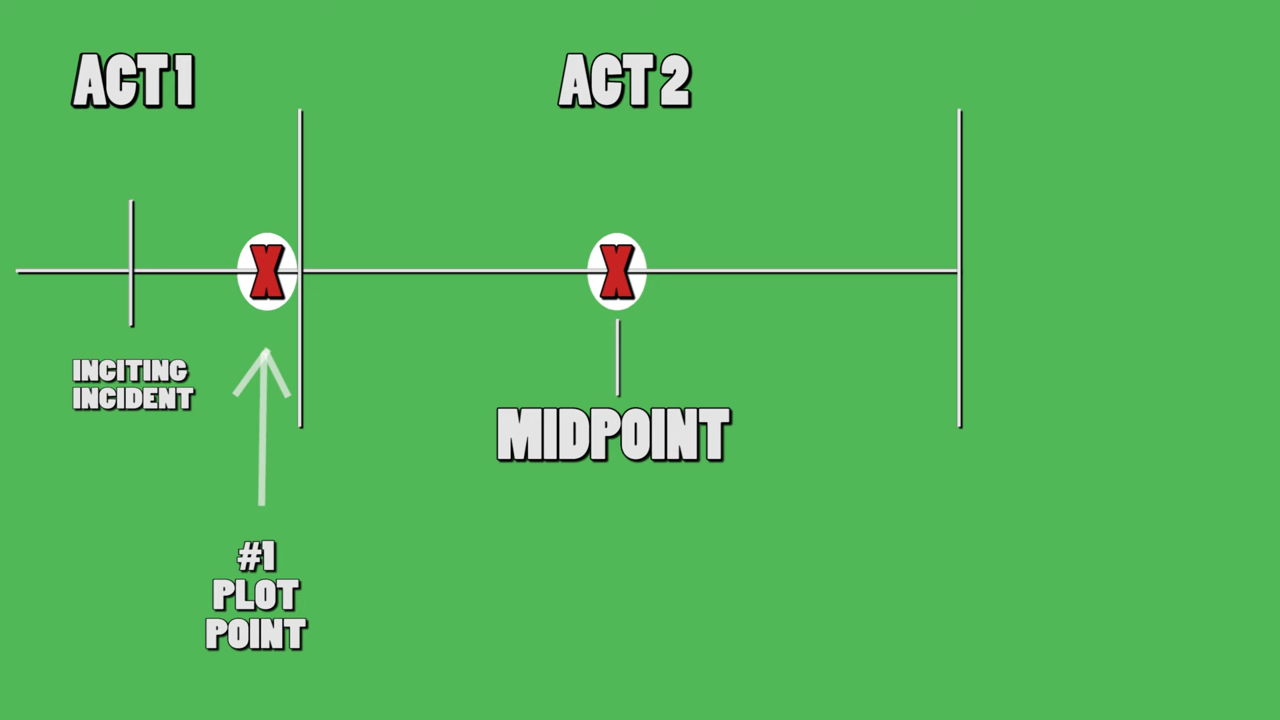 ACT 1
ACT 2
X
X
INCITING
INCIDENT
MIDPOINT
#1
PLOT
POINT